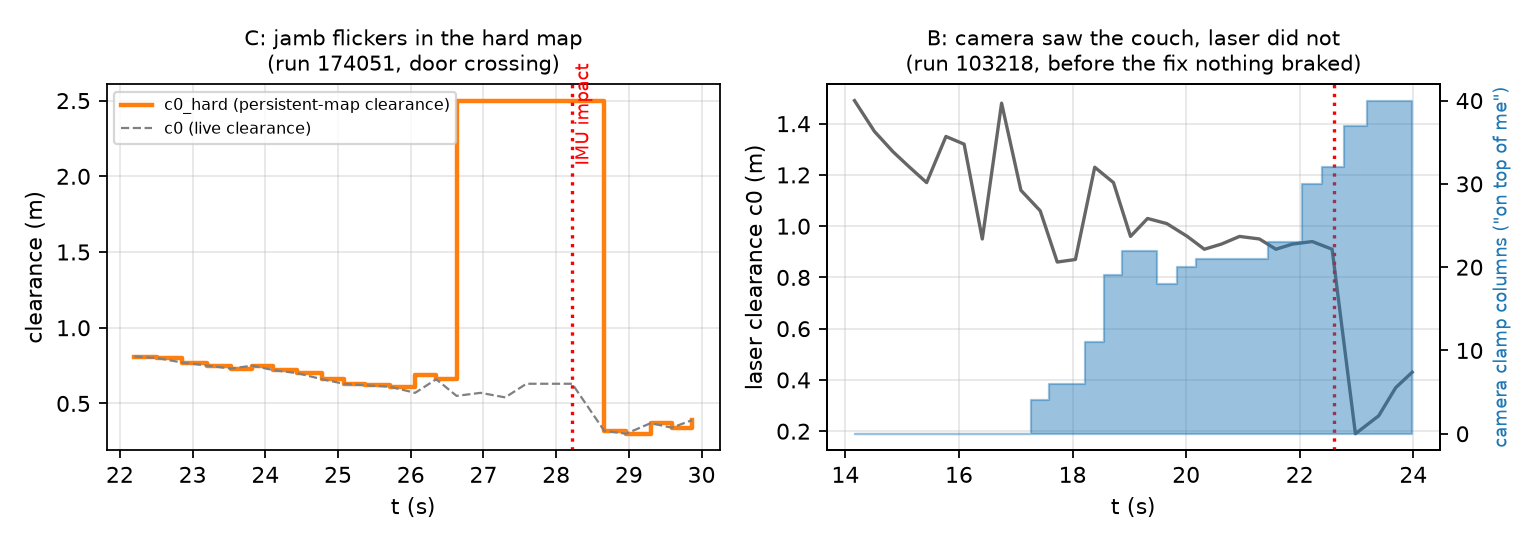 C: jamb flickers in the hard map
(run 174051, door crossing)
c0_hard (persistent-map clearance)
c0 (live clearance)
IMU impact
clearance (m)
2.5
2.0
1.5
1.0
0.5
22 23 24 25 26 27 28 29 30
t (s)
B: camera saw the couch, laser did not
(run 103218, before the fix nothing braked)
laser clearance c0 (m)
1.4
1.2
1.0
0.8
0.6
0.4
0.2
14 16 18 20 22 24
t (s)
40
30
20
10
0
camera clamp columns ("on top of me")